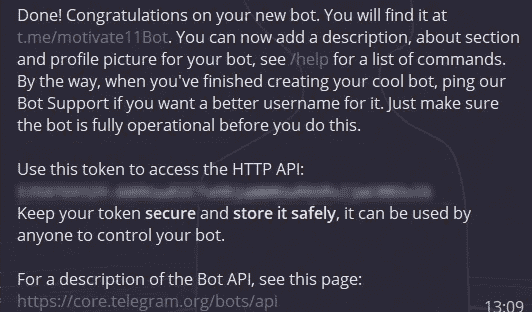 Done! Congratulations on your new bot. You will find it at
t.me/motivate11Bot. You can now add a description, about section
and profile picture for your bot, see /help for a list of commands.
By the way, when you've finished creating your cool bot, ping our
Bot Support if you want a better username for it. Just make sure
the bot is fully operational before you do this.
Use this token to access the HTTP API:
Keep your token secure and store it safely, it can be used by
anyone to control your bot.
For a description of the Bot API, see this page:
https://core.telegram.org/bots/api
13:09